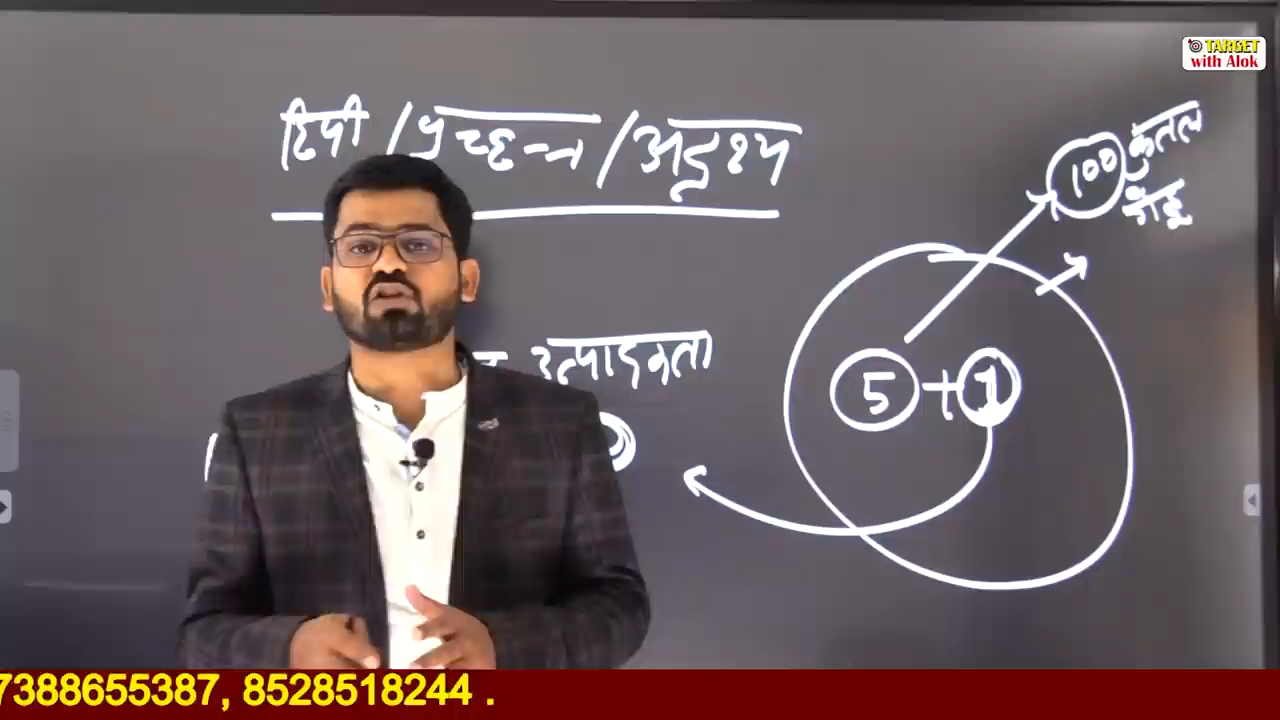 TARGET
with Alok
छिपी / प्रच्छन्न / अदृश्य
100 कुंतल
गेहूं
उत्पादकता
5 + 1
7388655387, 8528518244 .